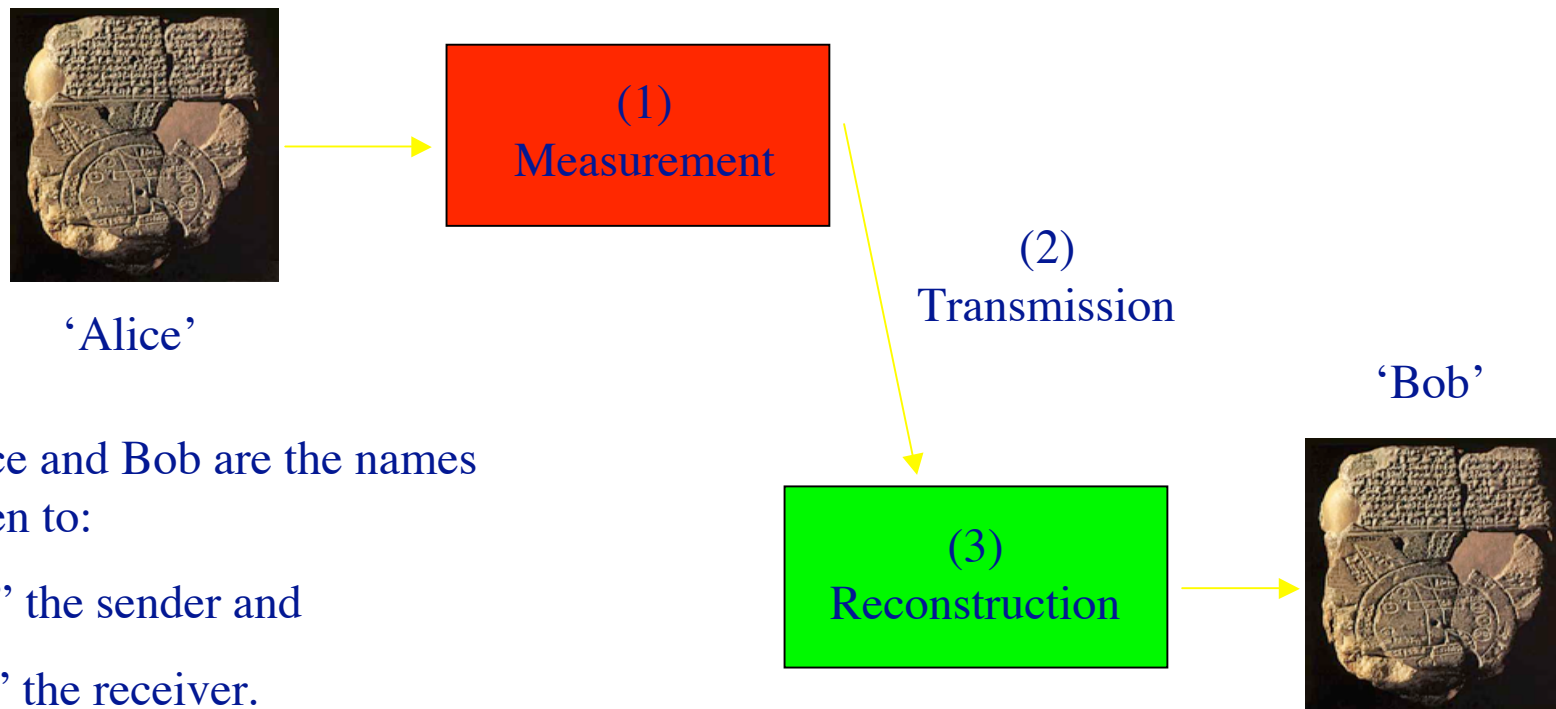 (1)
Measurement
(2)
Transmission
‘Alice’
‘Bob’
ce and Bob are the names
en to:
’ the sender and
’ the receiver.
(3)
Reconstruction